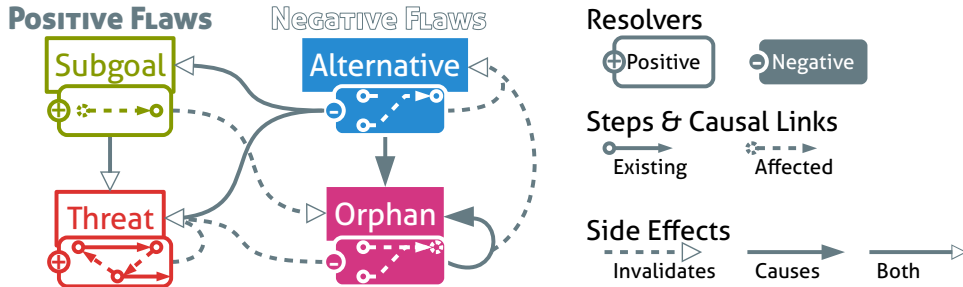 Positive Flaws
Negative Flaws
Subgoal
+
Alternative
-
Threat
+
Orphan
-
Resolvers
+ Positive
- Negative
Steps & Causal Links
Existing
Affected
Side Effects
Invalidates
Causes
Both